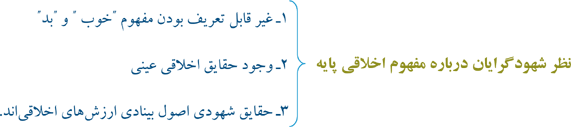 نظر شهودگرایان درباره مفهوم اخلاقی پایه
۱ـ غیر قابل تعریف بودن مفهوم "خوب" و "بد"
۲ـ وجود حقایق اخلاقی عینی
۳ـ حقایق شهودی اصول بینادی ارزش‌های اخلاقی‌اند.